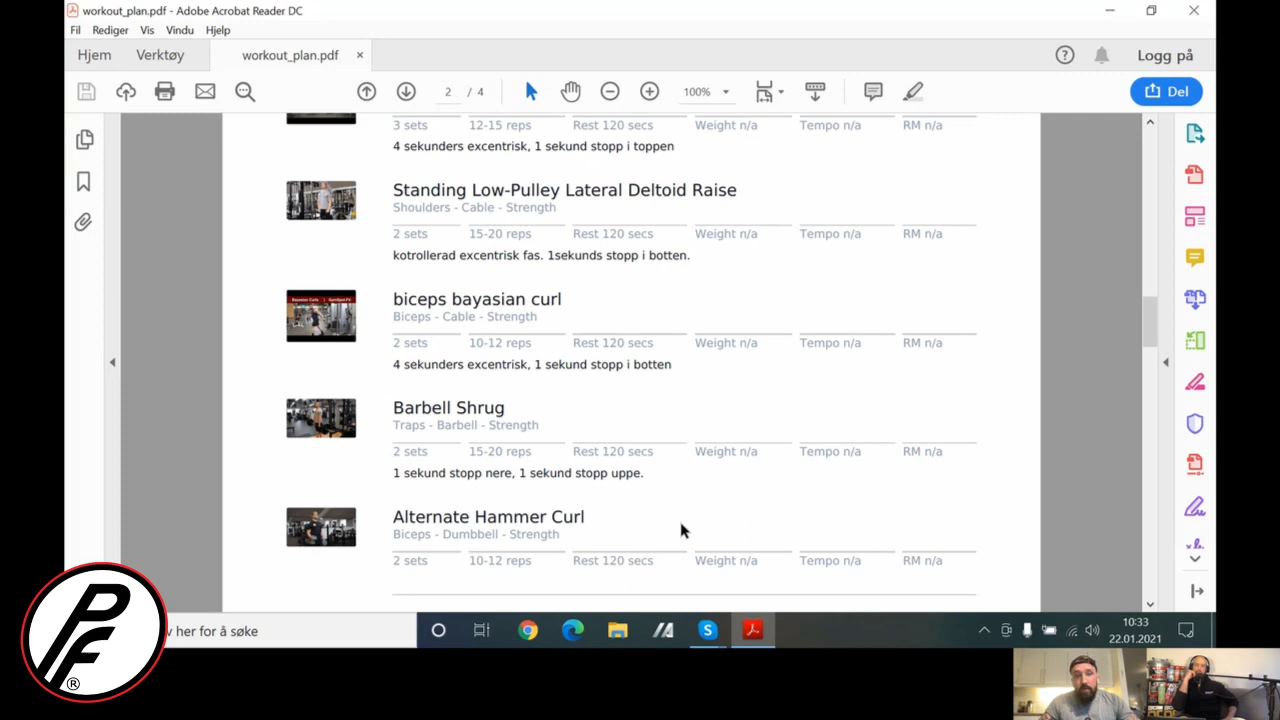 workout_plan.pdf - Adobe Acrobat Reader DC
Fil Rediger Vis Vindu Hjelp
Hjem Verktøy workout_plan.pdf × Logg på
2 / 4 100% Del
3 sets 12-15 reps Rest 120 secs Weight n/a Tempo n/a RM n/a
4 sekunders excentrisk, 1 sekund stopp i toppen
Standing Low-Pulley Lateral Deltoid Raise
Shoulders - Cable - Strength
2 sets 15-20 reps Rest 120 secs Weight n/a Tempo n/a RM n/a
kotrollerad excentrisk fas. 1sekunds stopp i botten.
biceps bayasian curl
Biceps - Cable - Strength
2 sets 10-12 reps Rest 120 secs Weight n/a Tempo n/a RM n/a
4 sekunders excentrisk, 1 sekund stopp i botten
Barbell Shrug
Traps - Barbell - Strength
2 sets 15-20 reps Rest 120 secs Weight n/a Tempo n/a RM n/a
1 sekund stopp nere, 1 sekund stopp uppe.
Alternate Hammer Curl
Biceps - Dumbbell - Strength
2 sets 10-12 reps Rest 120 secs Weight n/a Tempo n/a RM n/a
PF ®
her for å søke
10:33
22.01.2021